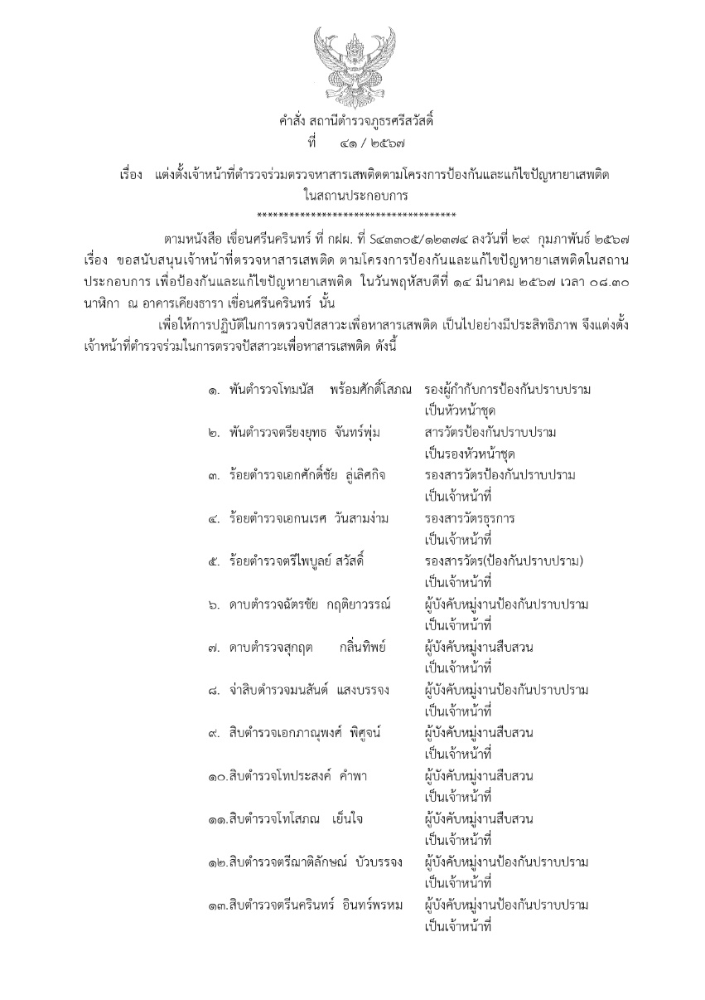 คำสั่ง สถานีตำรวจภูธรศรีสวัสดิ์
ที่ ๔๑ / ๒๕๖๗
เรื่อง แต่งตั้งเจ้าหน้าที่ตำรวจร่วมตรวจหาสารเสพติดตามโครงการป้องกันและแก้ไขปัญหายาเสพติด
ในสถานประกอบการ
*************************************
ตามหนังสือ เขื่อนศรีนครินทร์ ที่ กฝผ. ที่ S๔๓๓๐๕/๑๒๓๗๔ ลงวันที่ ๒๙ กุมภาพันธ์ ๒๕๖๗
เรื่อง ขอสนับสนุนเจ้าหน้าที่ตรวจหาสารเสพติด ตามโครงการป้องกันและแก้ไขปัญหายาเสพติดในสถาน
ประกอบการ เพื่อป้องกันและแก้ไขปัญหายาเสพติด ในวันพฤหัสบดีที่ ๑๔ มีนาคม ๒๕๖๗ เวลา ๐๘.๓๐
นาฬิกา ณ อาคารเคียงธารา เขื่อนศรีนครินทร์ นั้น
เพื่อให้การปฏิบัติในการตรวจปัสสาวะเพื่อหาสารเสพติด เป็นไปอย่างมีประสิทธิภาพ จึงแต่งตั้ง
เจ้าหน้าที่ตำรวจร่วมในการตรวจปัสสาวะเพื่อหาสารเสพติด ดังนี้
๑. พันตำรวจโทมนัส พร้อมศักดิ์โสภณ รองผู้กำกับการป้องกันปราบปราม
เป็นหัวหน้าชุด
๒. พันตำรวจตรียงยุทธ จันทร์พุ่ม สารวัตรป้องกันปราบปราม
เป็นรองหัวหน้าชุด
๓. ร้อยตำรวจเอกศักดิ์ชัย ลู่เลิศกิจ รองสารวัตรป้องกันปราบปราม
เป็นเจ้าหน้าที่
๔. ร้อยตำรวจเอกนเรศ วันสามง่าม รองสารวัตรธุรการ
เป็นเจ้าหน้าที่
๕. ร้อยตำรวจตรีไพบูลย์ สวัสดิ์ รองสารวัตร(ป้องกันปราบปราม)
เป็นเจ้าหน้าที่
๖. ดาบตำรวจฉัตรชัย กฤติยาวรรณ์ ผู้บังคับหมู่งานป้องกันปราบปราม
เป็นเจ้าหน้าที่
๗. ดาบตำรวจสุกฤต กลิ่นทิพย์ ผู้บังคับหมู่งานสืบสวน
เป็นเจ้าหน้าที่
๘. จ่าสิบตำรวจมนสันต์ แสงบรรจง ผู้บังคับหมู่งานป้องกันปราบปราม
เป็นเจ้าหน้าที่
๙. สิบตำรวจเอกภาณุพงศ์ พิศูจน์ ผู้บังคับหมู่งานสืบสวน
เป็นเจ้าหน้าที่
๑๐.สิบตำรวจโทประสงค์ คำพา ผู้บังคับหมู่งานสืบสวน
เป็นเจ้าหน้าที่
๑๑.สิบตำรวจโทโสภณ เย็นใจ ผู้บังคับหมู่งานสืบสวน
เป็นเจ้าหน้าที่
๑๒.สิบตำรวจตรีฌาติลักษณ์ บัวบรรจง ผู้บังคับหมู่งานป้องกันปราบปราม
เป็นเจ้าหน้าที่
๑๓.สิบตำรวจตรีนครินทร์ อินทร์พรหม ผู้บังคับหมู่งานป้องกันปราบปราม
เป็นเจ้าหน้าที่